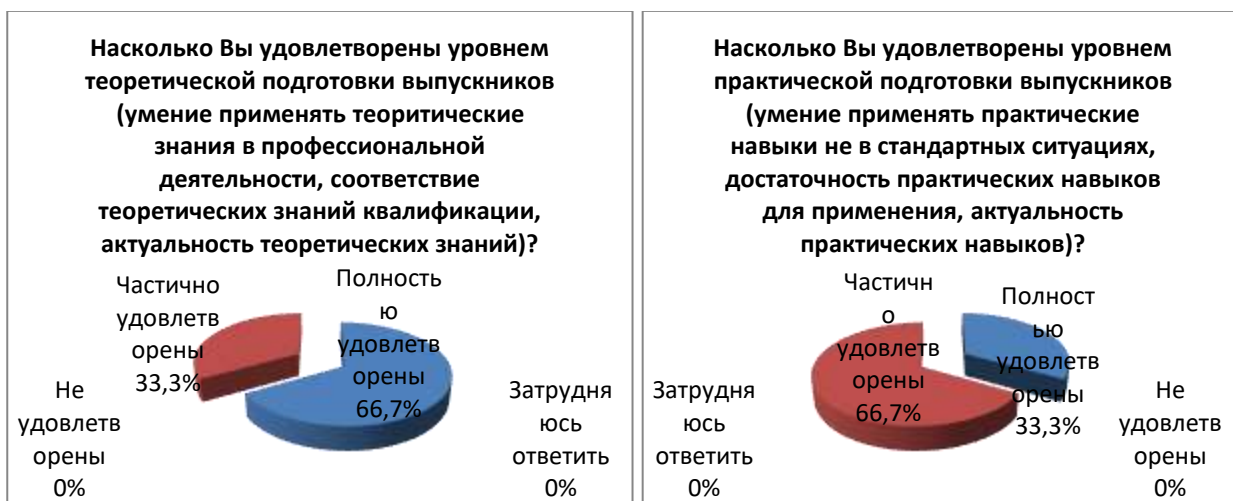 Насколько Вы удовлетворены уровнем
теоретической подготовки выпускников
(умение применять теоритические
знания в профессиональной
деятельности, соответствие
теоретических знаний квалификации,
актуальность теоретических знаний)?
Частично
удовлетв
орены
33,3%
Полность
ю
удовлетв
орены
66,7%
Не
удовлетв
орены
0%
Затрудня
юсь
ответить
0%
Насколько Вы удовлетворены уровнем
практической подготовки выпускников
(умение применять практические
навыки не в стандартных ситуациях,
достаточность практических навыков
для применения, актуальность
практических навыков)?
Частичн
о
удовлетв
орены
66,7%
Полност
ью
удовлетв
орены
33,3%
Затрудня
юсь
ответить
0%
Не
удовлетв
орены
0%